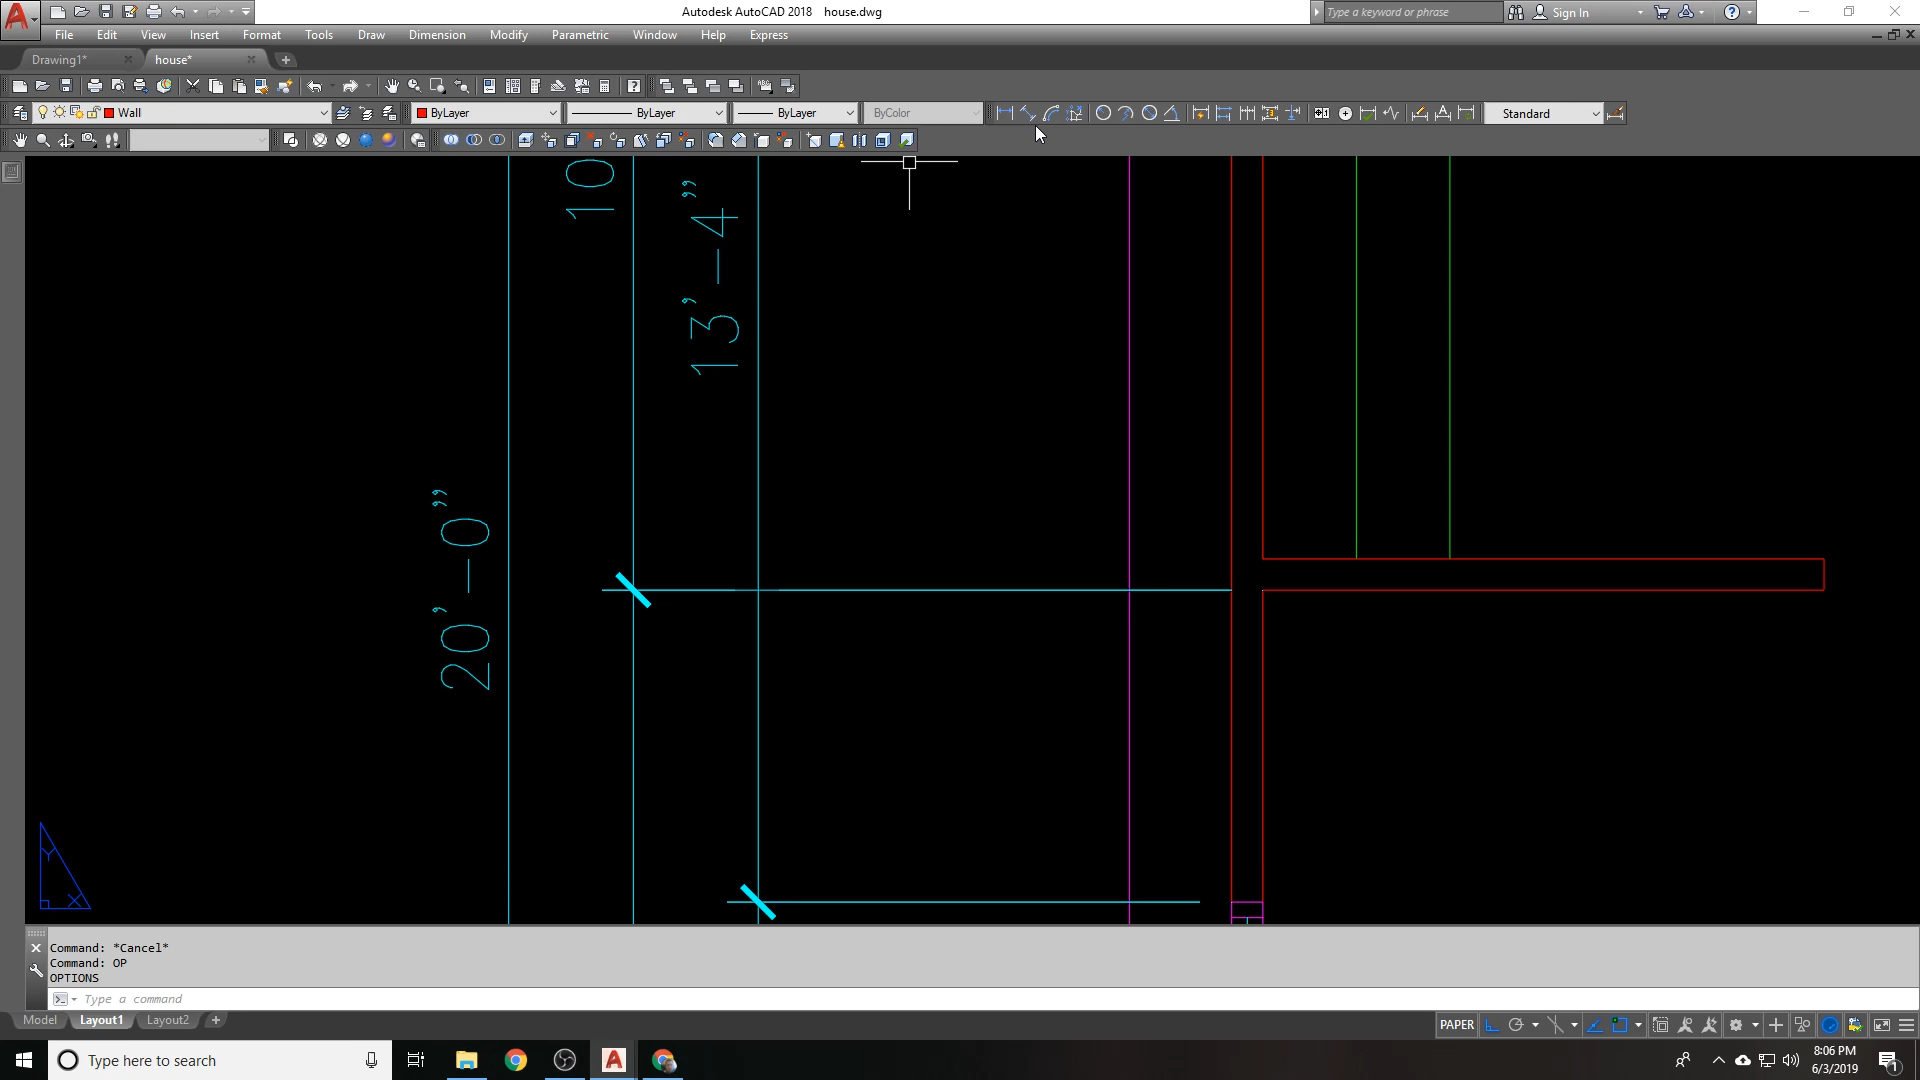 Autodesk AutoCAD 2018 house.dwg
Type a keyword or phrase
Sign In
File Edit View Insert Format Tools Draw Dimension Modify Parametric Window Help Express
Drawing1*
house*
Wall
ByLayer
ByLayer
ByLayer
ByColor
Standard
10
13'-4"
20'-0"
Y
X
Command: *Cancel*
Command: OP
OPTIONS
Type a command
Model
Layout1
Layout2
PAPER
Type here to search
8:06 PM
6/3/2019
1